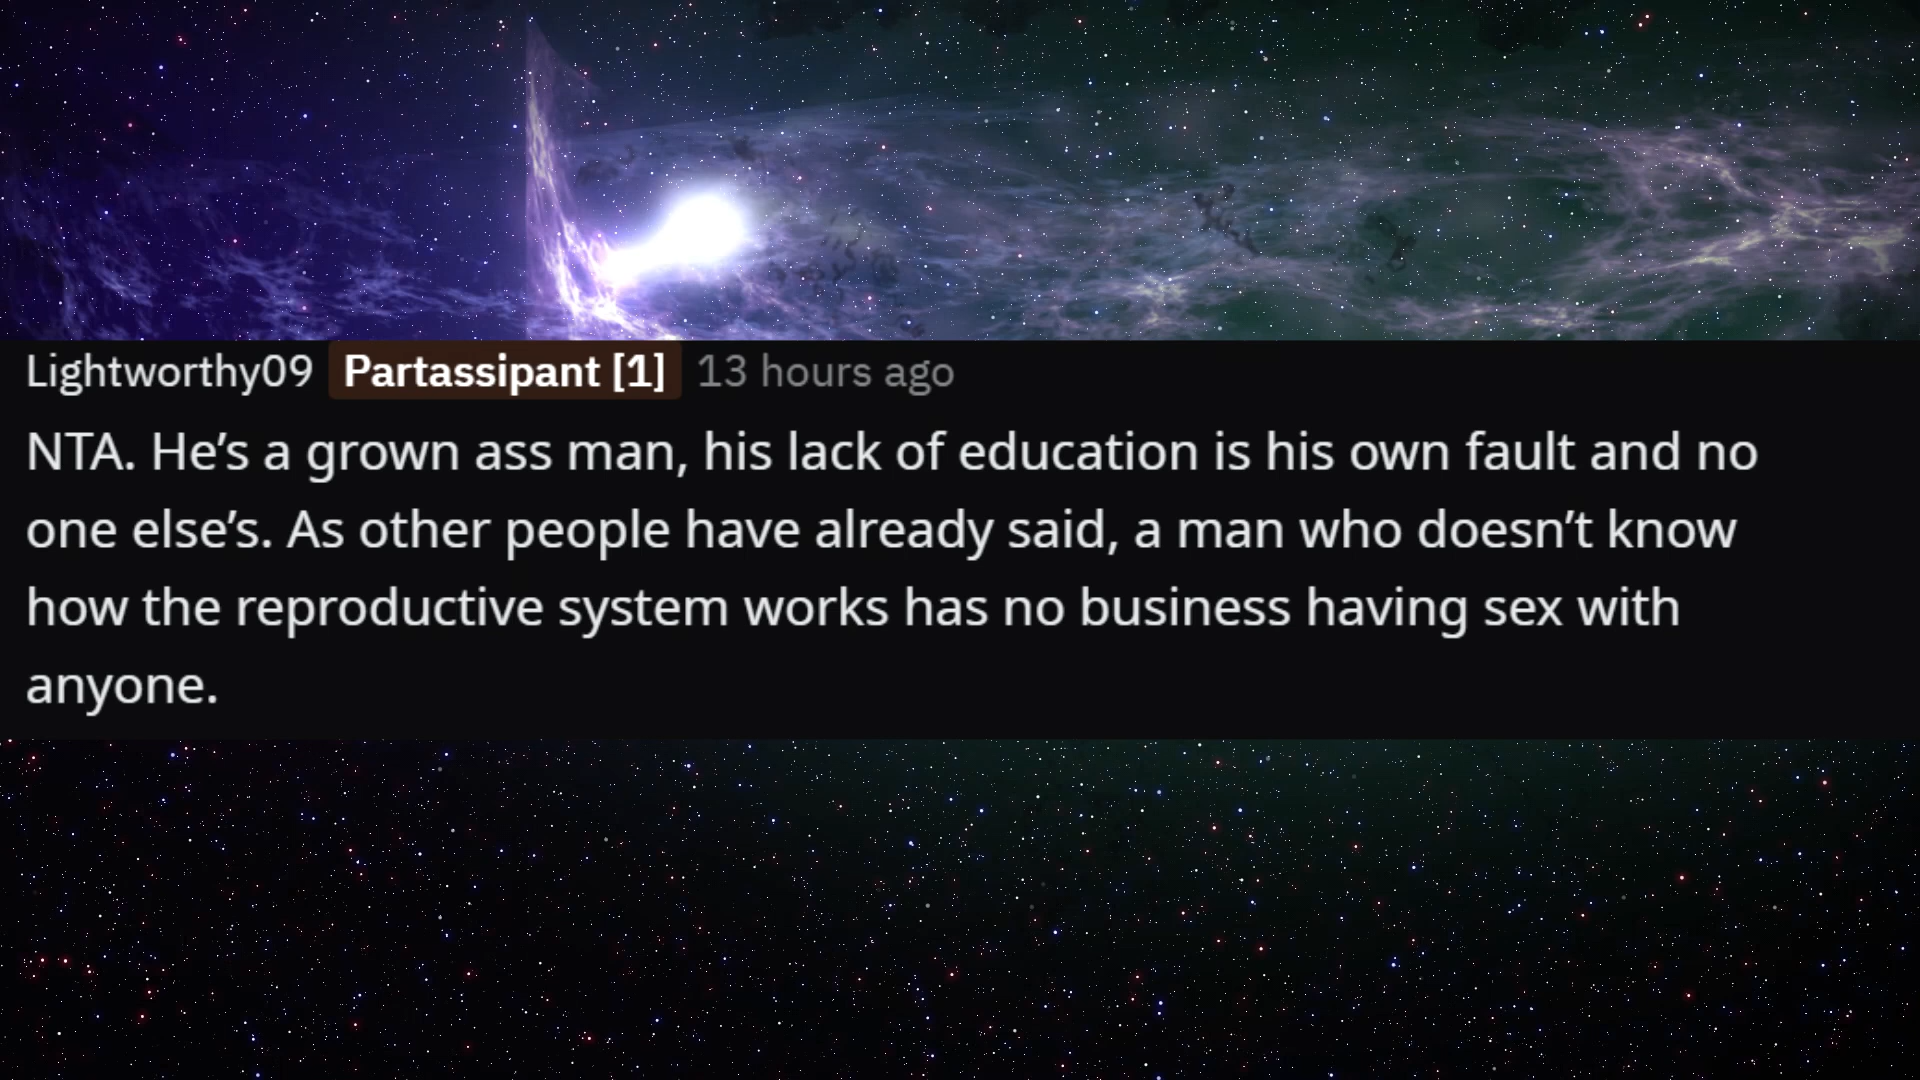 Lightworthy09 Partassipant [1] 13 hours ago
NTA. He’s a grown ass man, his lack of education is his own fault and no
one else’s. As other people have already said, a man who doesn’t know
how the reproductive system works has no business having sex with
anyone.